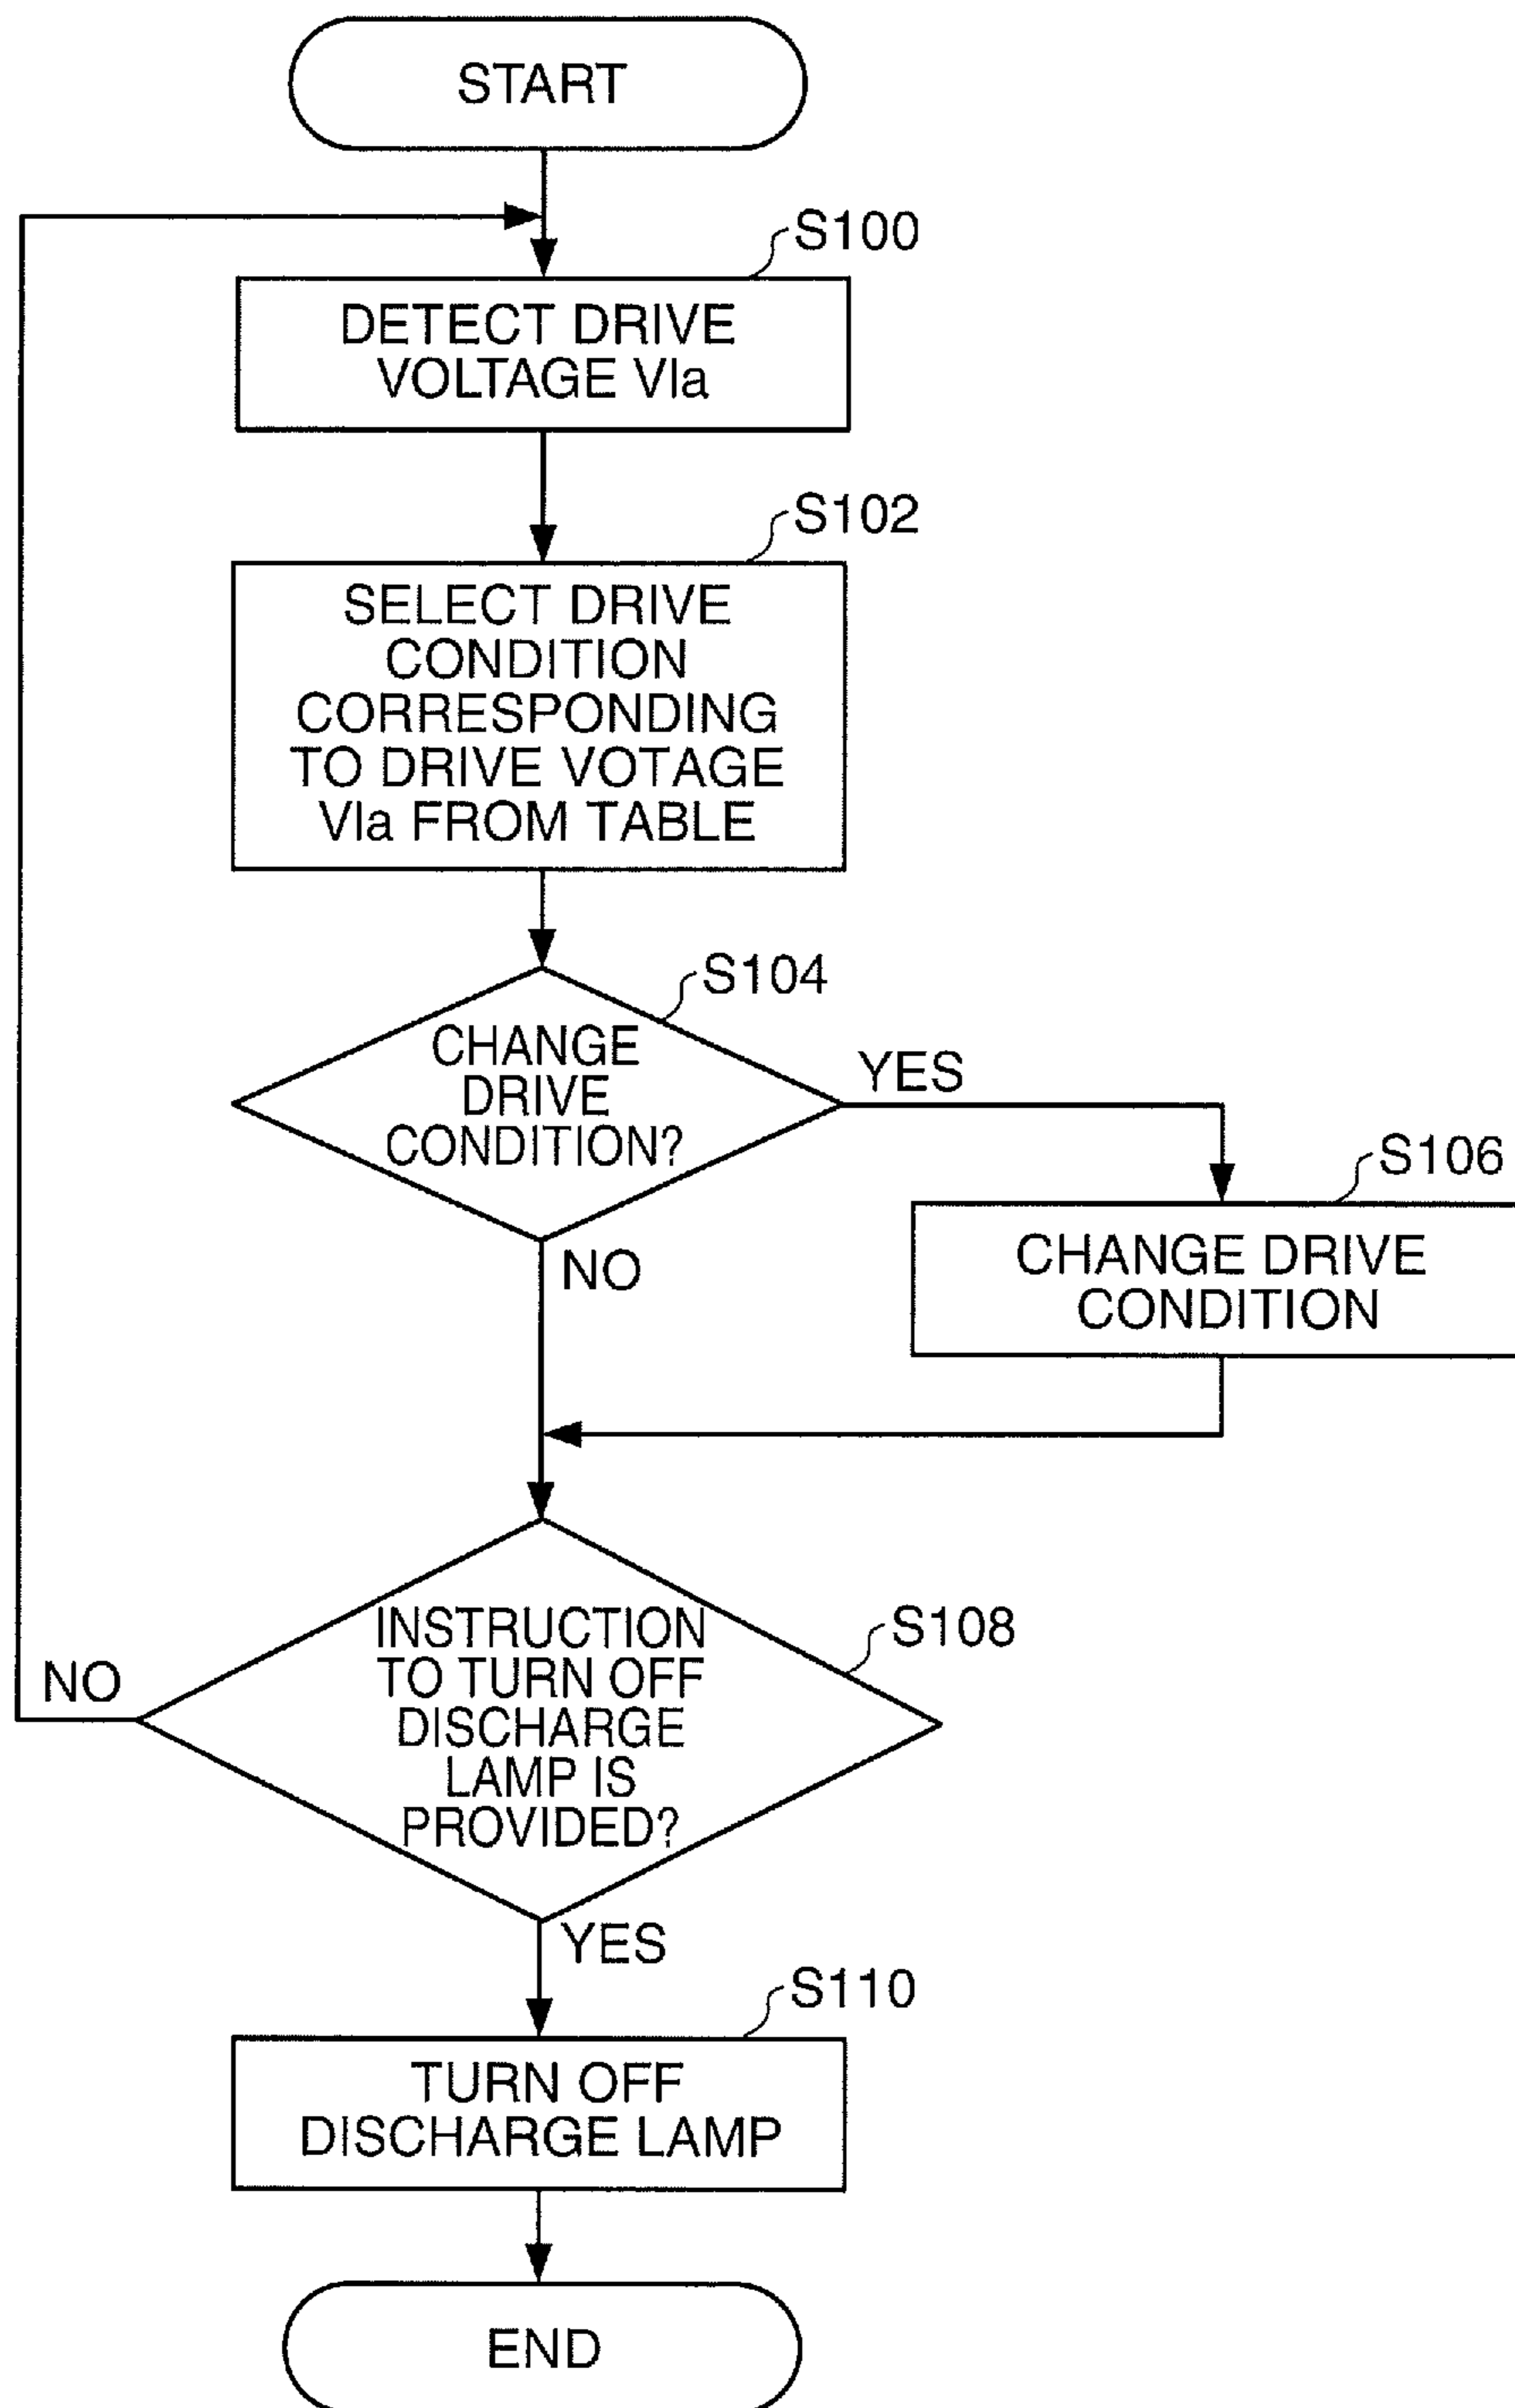 START
S100
DETECT DRIVE
VOLTAGE Vla
S102
SELECT DRIVE
CONDITION
CORRESPONDING
TO DRIVE VOTAGE
Vla FROM TABLE
S104
CHANGE
DRIVE
CONDITION?
YES
NO
S106
CHANGE DRIVE
CONDITION
S108
INSTRUCTION
TO TURN OFF
DISCHARGE
LAMP IS
PROVIDED?
NO
YES
S110
TURN OFF
DISCHARGE LAMP
END